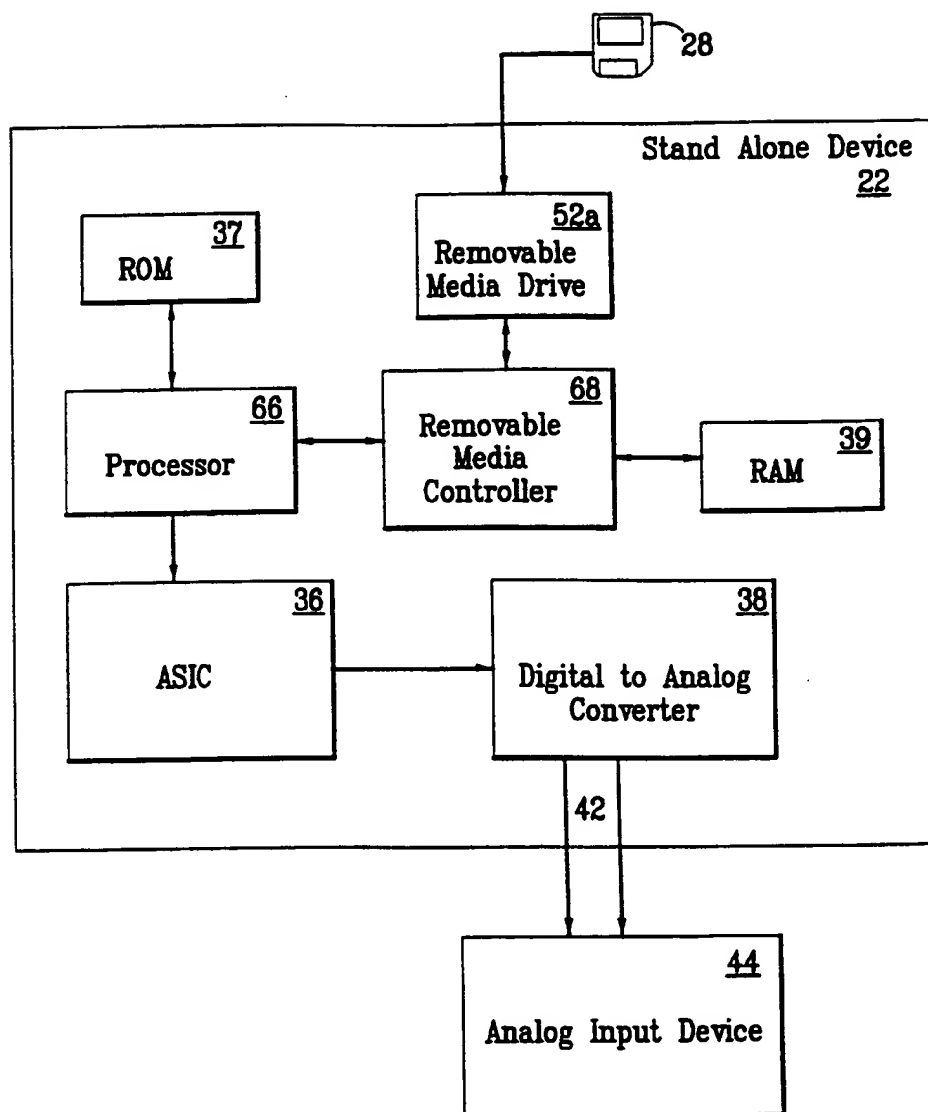 28
Stand Alone Device
22
37
ROM
52a
Removable
Media Drive
66
Processor
68
Removable
Media
Controller
39
RAM
36
ASIC
38
Digital to Analog
Converter
42
44
Analog Input Device